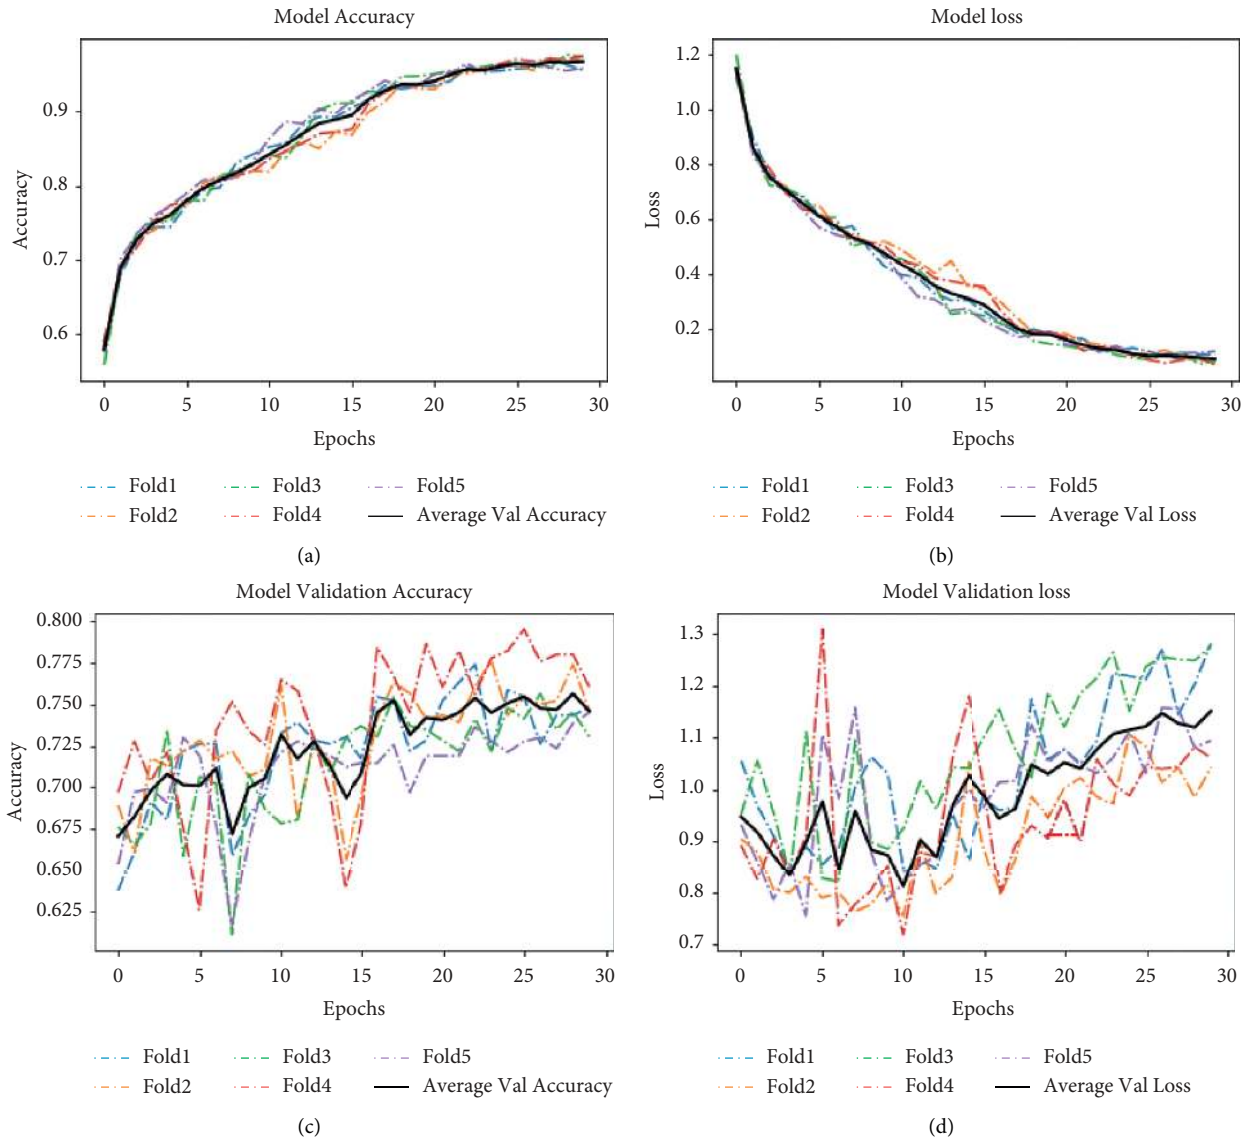 Model Accuracy
0.9
0.8
0.7
0.6
Accuracy
0 5 10 15 20 25 30
Epochs
Fold1 Fold3 Fold5
Fold2 Fold4 Average Val Accuracy
(a)
Model loss
1.2
1.0
0.8
0.6
0.4
0.2
Loss
0 5 10 15 20 25 30
Epochs
Fold1 Fold3 Fold5
Fold2 Fold4 Average Val Loss
(b)
Model Validation Accuracy
0.800
0.775
0.750
0.725
0.700
0.675
0.650
0.625
Accuracy
0 5 10 15 20 25 30
Epochs
Fold1 Fold3 Fold5
Fold2 Fold4 Average Val Accuracy
(c)
Model Validation loss
1.3
1.2
1.1
1.0
0.9
0.8
0.7
Loss
0 5 10 15 20 25 30
Epochs
Fold1 Fold3 Fold5
Fold2 Fold4 Average Val Loss
(d)